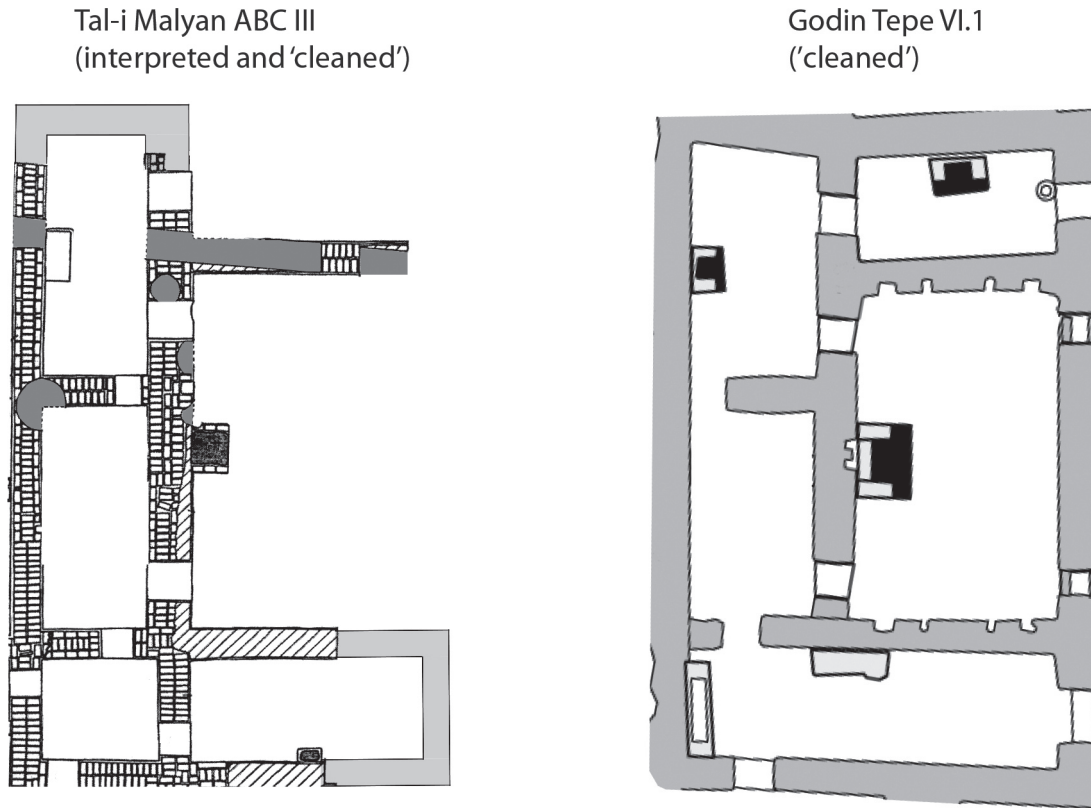 Tal-i Malyan ABC III
(interpreted and ‘cleaned’)
Godin Tepe VI.1
(’cleaned’)